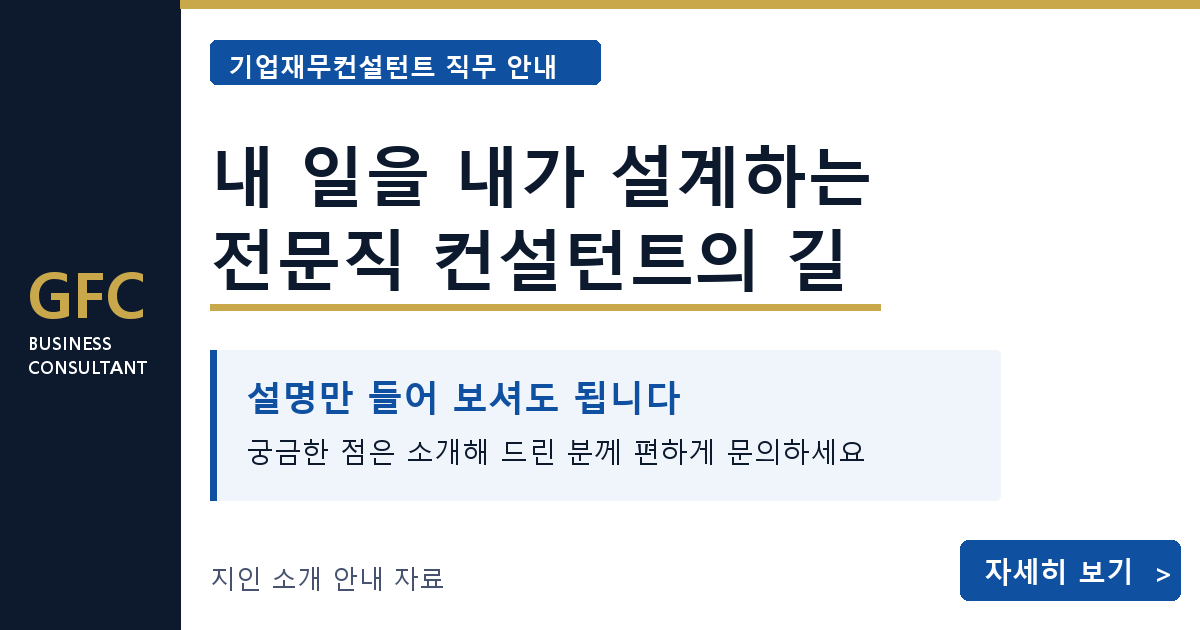 기업재무컨설턴트 직무 안내
내 일을 내가 설계하는
전문직 컨설턴트의 길
GFC
BUSINESS
CONSULTANT
설명만 들어 보셔도 됩니다
궁금한 점은 소개해 드린 분께 편하게 문의하세요
지인 소개 안내 자료
자세히 보기 >